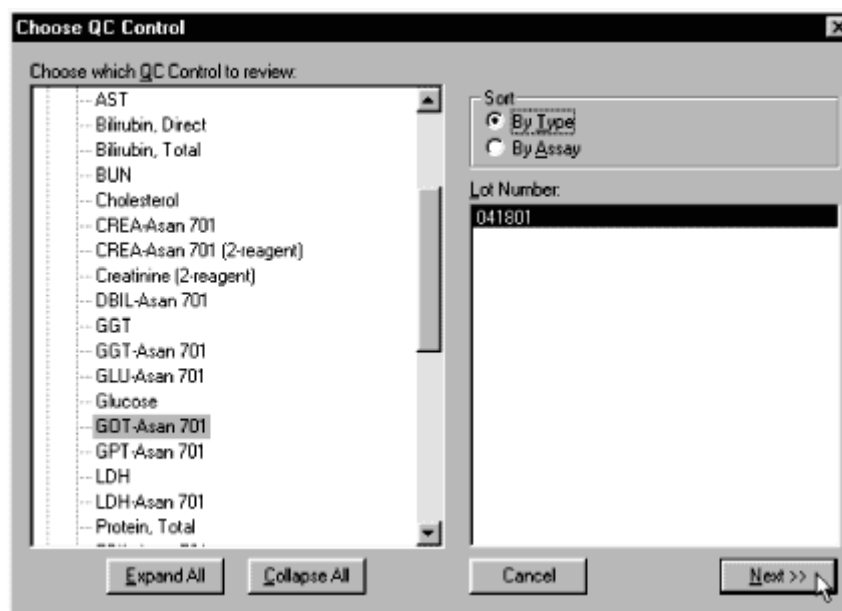 Choose QC Control
Choose which QC Control to review:
AST
Bilirubin, Direct
Bilirubin, Total
BUN
Cholesterol
CREA-Asan 701
CREA-Asan 701 (2-reagent)
Creatinine (2-reagent)
DBIL-Asan 701
GGT
GGT-Asan 701
GLU-Asan 701
Glucose
GOT-Asan 701
GPT-Asan 701
LDH
LDH-Asan 701
Protein, Total
Expand All
Collapse All
Sort
By Type
By Assay
Lot Number:
041801
Cancel
Next >>